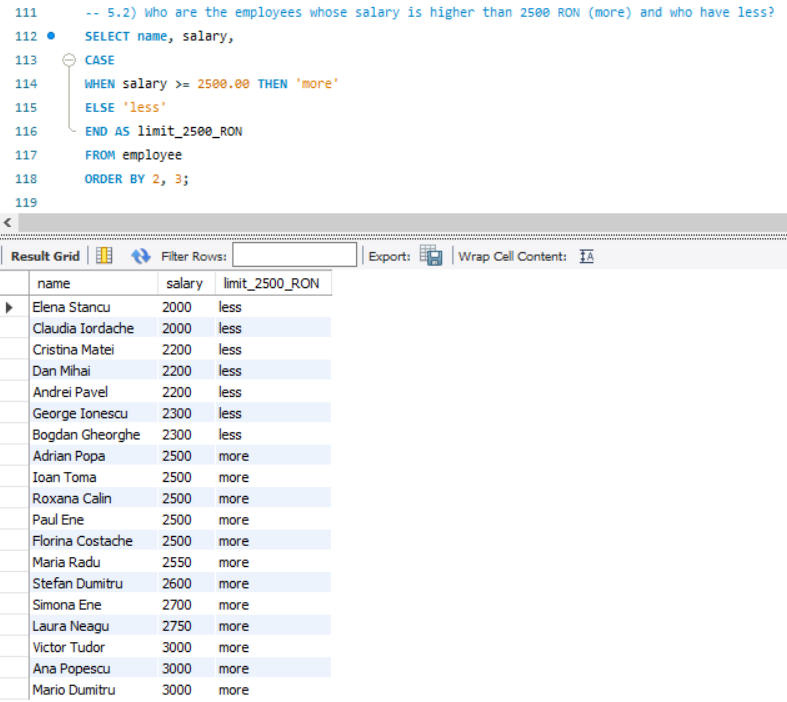 111 -- 5.2) Who are the employees whose salary is higher than 2500 RON (more) and who have less?
112 SELECT name, salary,
113 CASE
114 WHEN salary >= 2500.00 THEN 'more'
115 ELSE 'less'
116 END AS limit_2500_RON
117 FROM employee
118 ORDER BY 2, 3;
119
Result Grid Filter Rows: Export: Wrap Cell Content: IA
name salary limit_2500_RON
Elena Stancu 2000 less
Claudia Iordache 2000 less
Cristina Matei 2200 less
Dan Mihai 2200 less
Andrei Pavel 2200 less
George Ionescu 2300 less
Bogdan Gheorghe 2300 less
Adrian Popa 2500 more
Ioan Toma 2500 more
Roxana Calin 2500 more
Paul Ene 2500 more
Florina Costache 2500 more
Maria Radu 2550 more
Stefan Dumitru 2600 more
Simona Ene 2700 more
Laura Neagu 2750 more
Victor Tudor 3000 more
Ana Popescu 3000 more
Mario Dumitru 3000 more